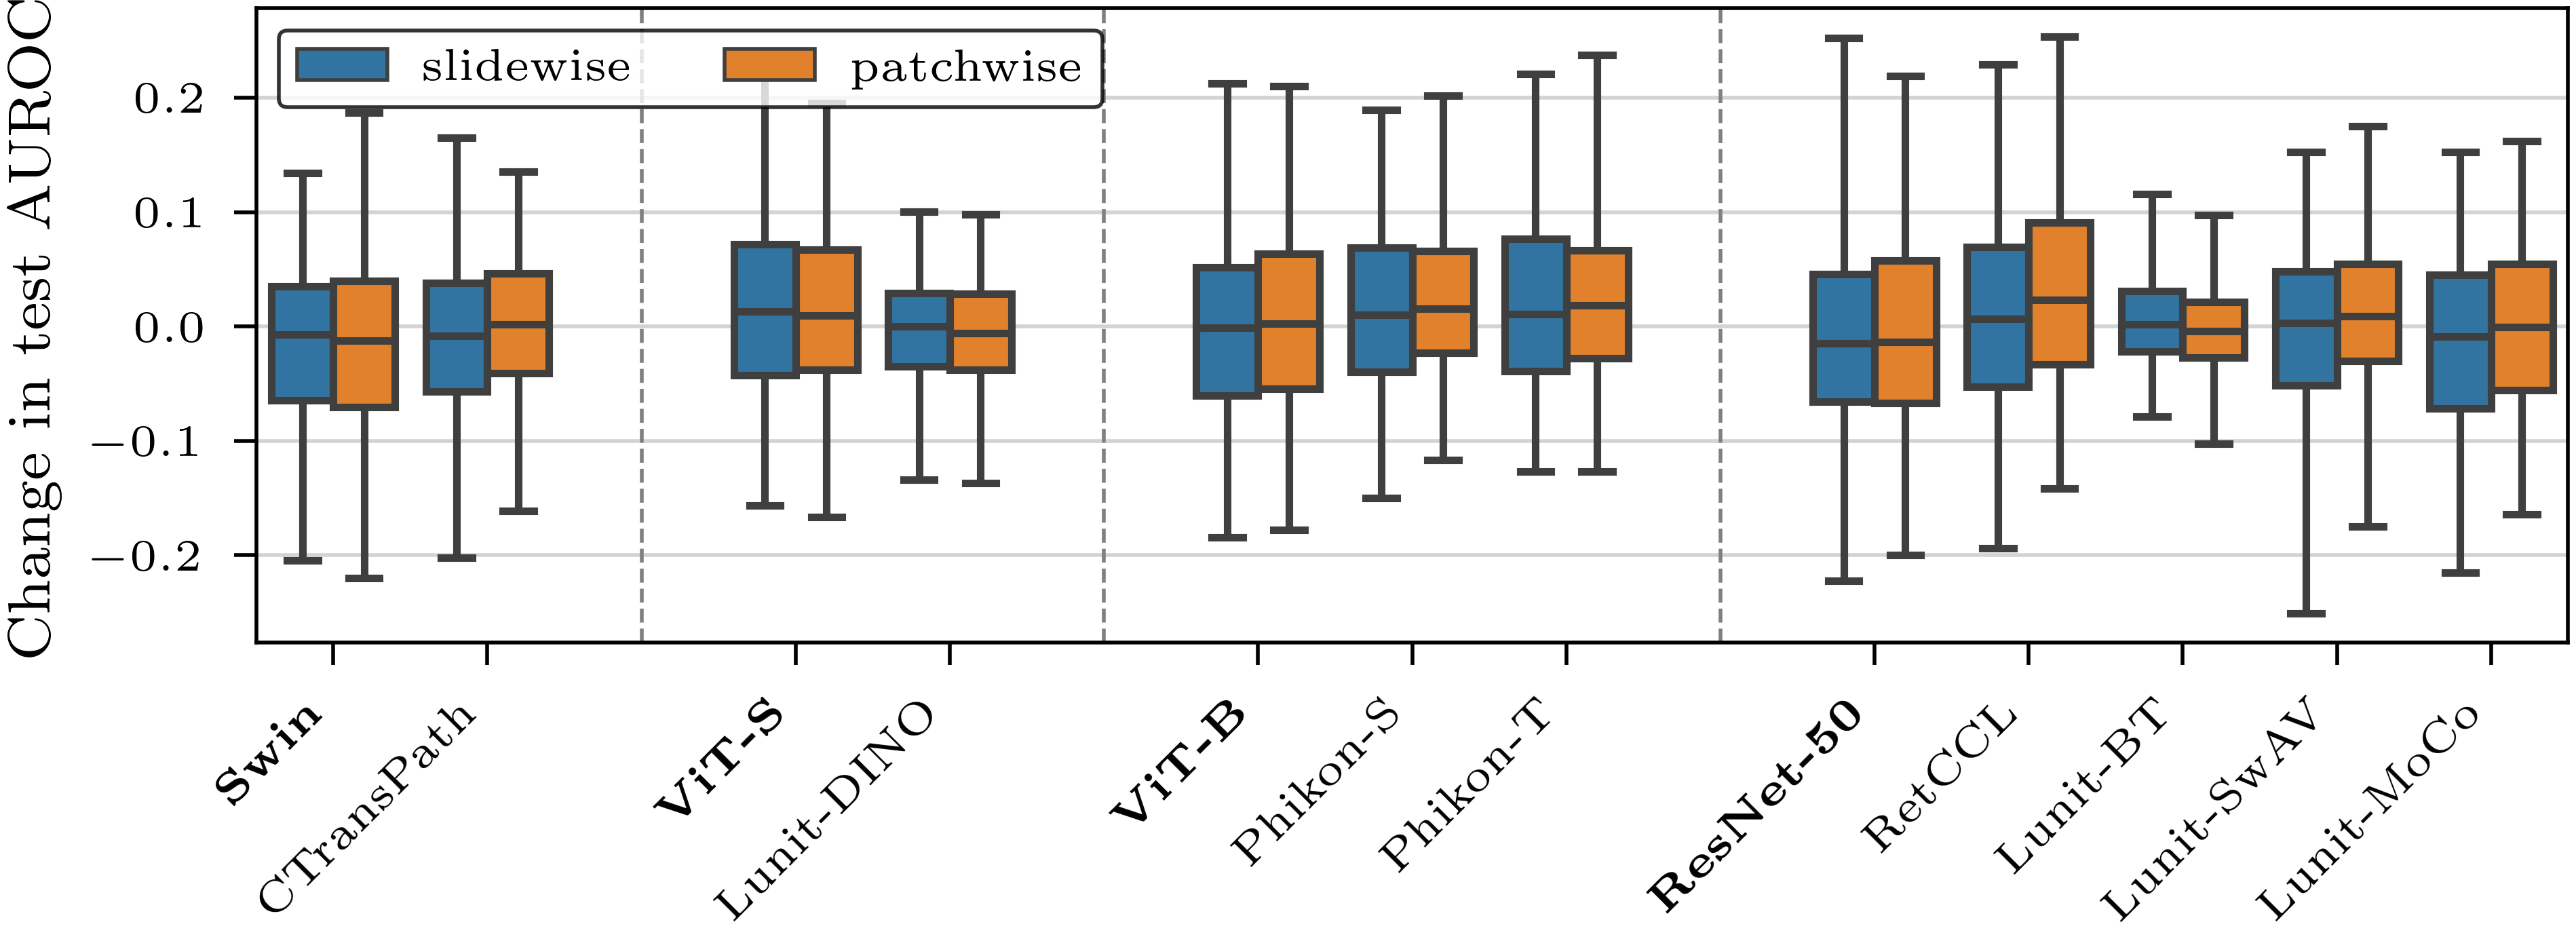 Change in test AUROC
slidewise
patchwise
0.2
0.1
0.0
−0.1
−0.2
Swin
CTransPath
ViT-S
Lunit-DINO
ViT-B
Phikon-S
Phikon-T
ResNet-50
RetCCL
Lunit-BT
Lunit-SwAV
Lunit-MoCo